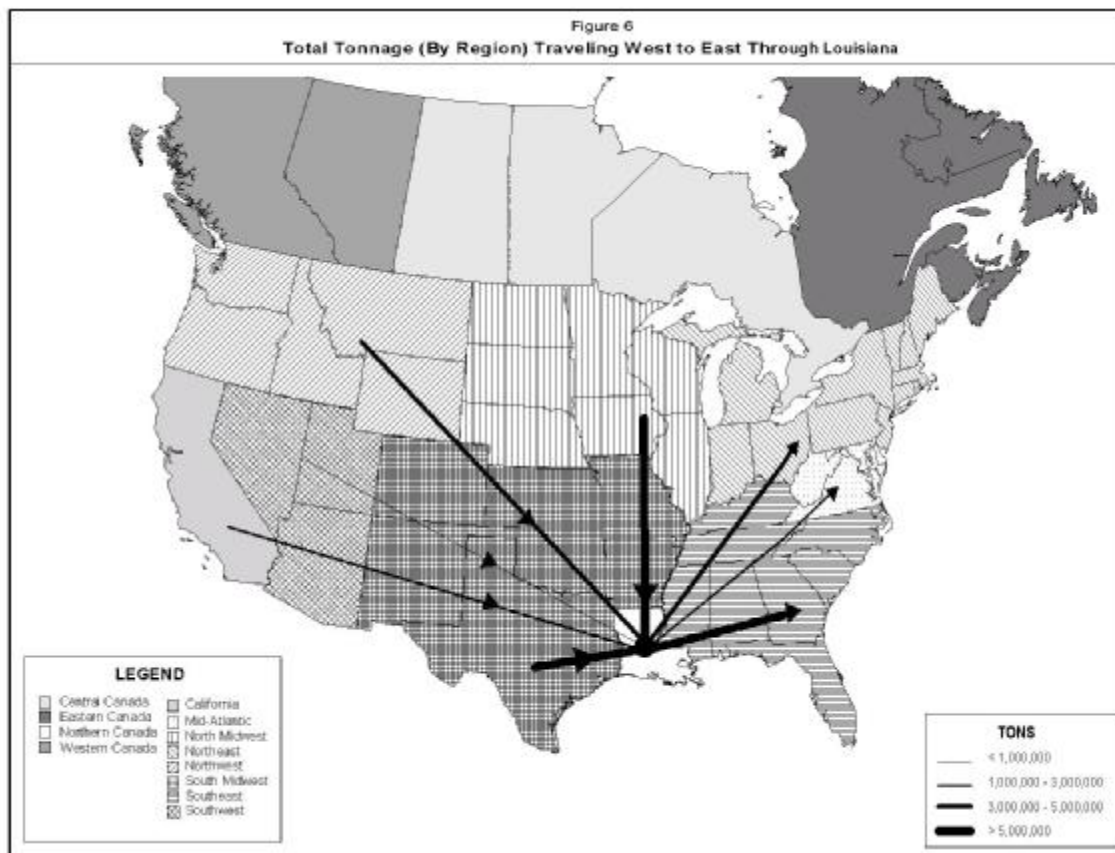 Figure 6
Total Tonnage (By Region) Traveling West to East Through Louisiana
LEGEND
Central Canada
Eastern Canada
Northern Canada
Western Canada
California
Mid-Atlantic
North Midwest
Northeast
Northwest
South Midwest
Southeast
Southwest
TONS
< 1,000,000
1,000,000 - 3,000,000
3,000,000 - 5,000,000
> 5,000,000